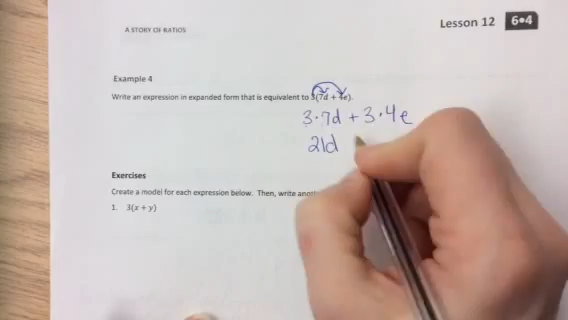 A STORY OF RATIOS
Lesson 12 6•4
Example 4
Write an expression in expanded form that is equivalent to 3(7d + 4e).
3·7d + 3·4e
21d
Exercises
Create a model for each expression below. Then, write
1. 3(x + y)